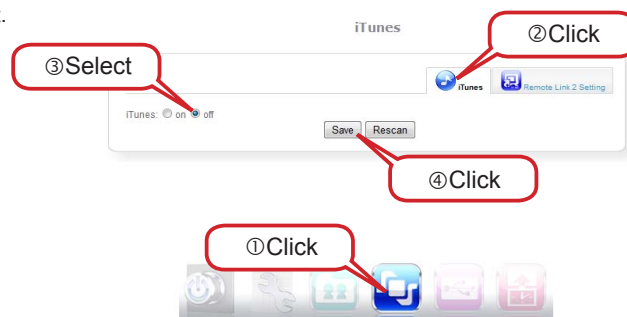 iTunes
②Click
③Select
iTunes
Remote Link 2 Setting
iTunes: on off
Save Rescan
④Click
①Click